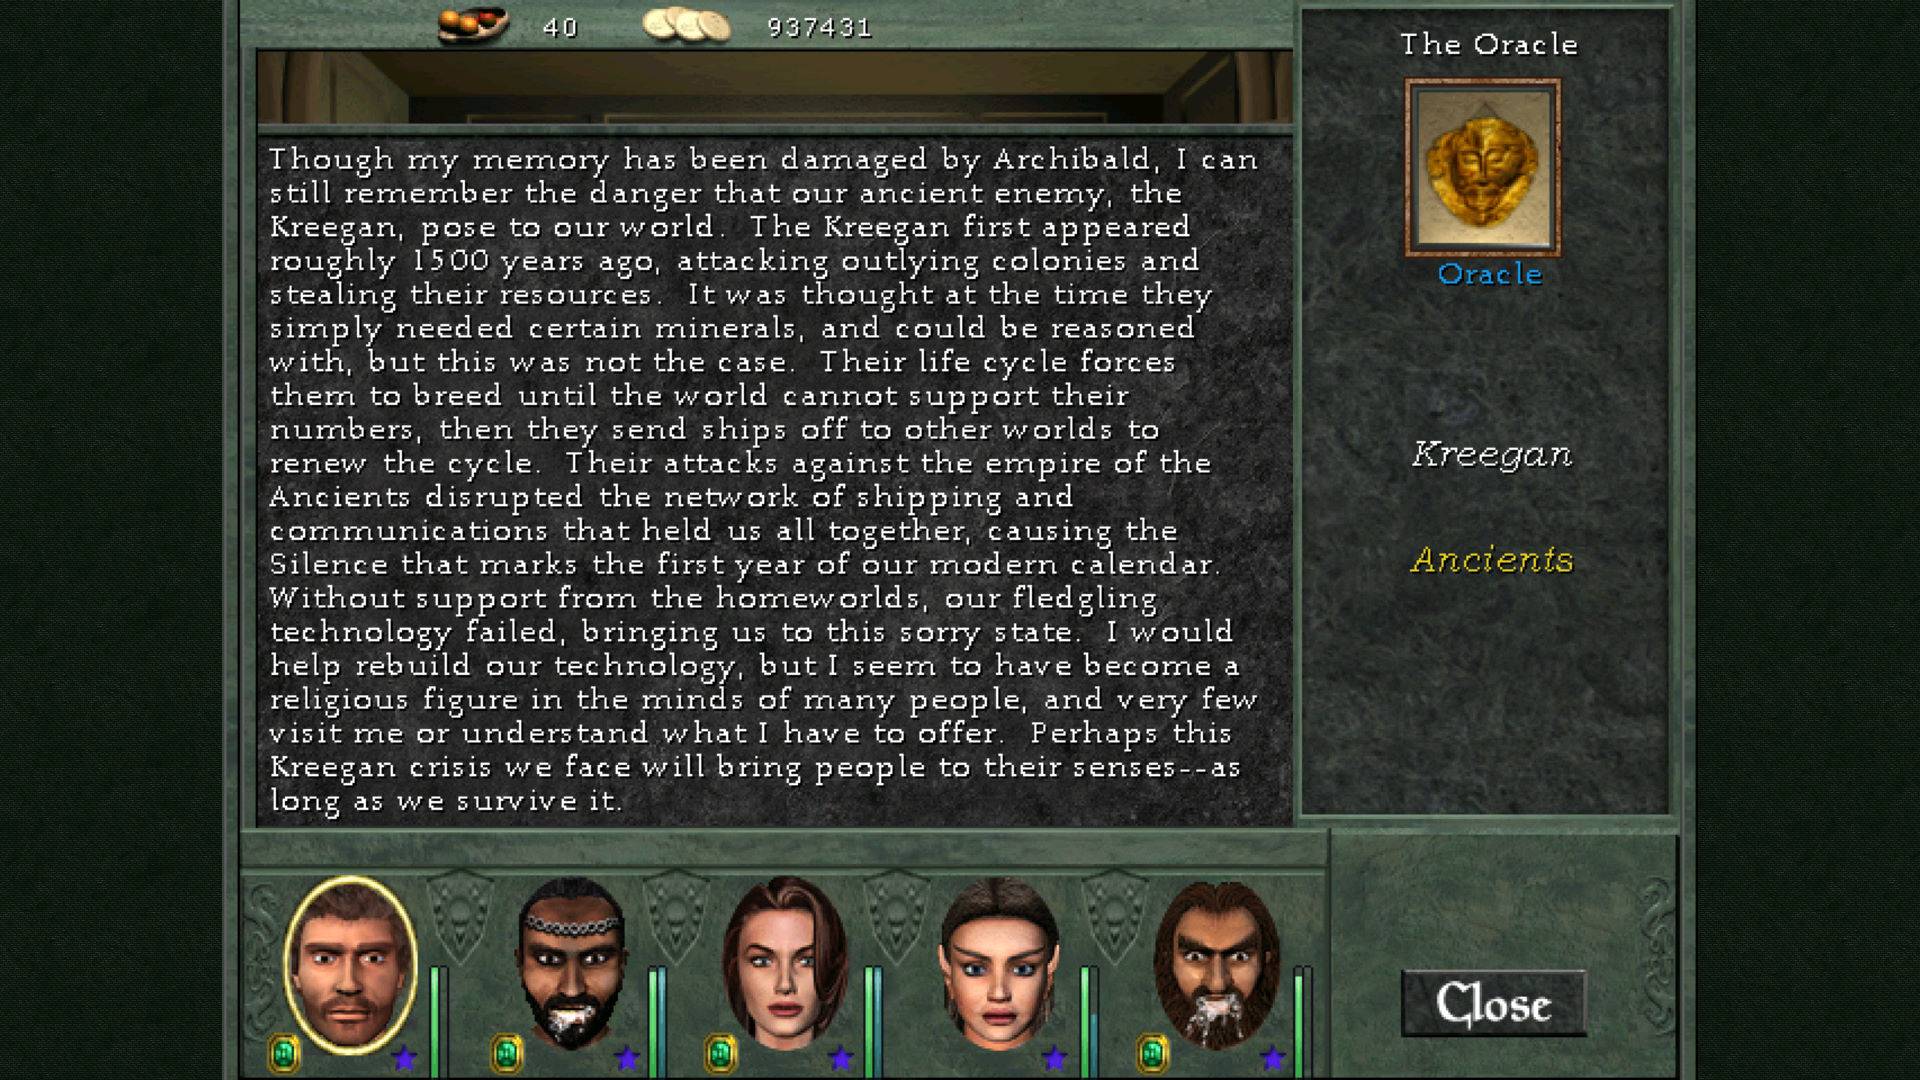 40
937431
The Oracle
Oracle
Though my memory has been damaged by Archibald, I can
still remember the danger that our ancient enemy, the
Kreegan, pose to our world.  The Kreegan first appeared
roughly 1500 years ago, attacking outlying colonies and
stealing their resources.  It was thought at the time they
simply needed certain minerals, and could be reasoned
with, but this was not the case.  Their life cycle forces
them to breed until the world cannot support their
numbers, then they send ships off to other worlds to
renew the cycle.  Their attacks against the empire of the
Ancients disrupted the network of shipping and
communications that held us all together, causing the
Silence that marks the first year of our modern calendar.
Without support from the homeworlds, our fledgling
technology failed, bringing us to this sorry state.  I would
help rebuild our technology, but I seem to have become a
religious figure in the minds of many people, and very few
visit me or understand what I have to offer.  Perhaps this
Kreegan crisis we face will bring people to their senses--as
long as we survive it.
Kreegan
Ancients
Close